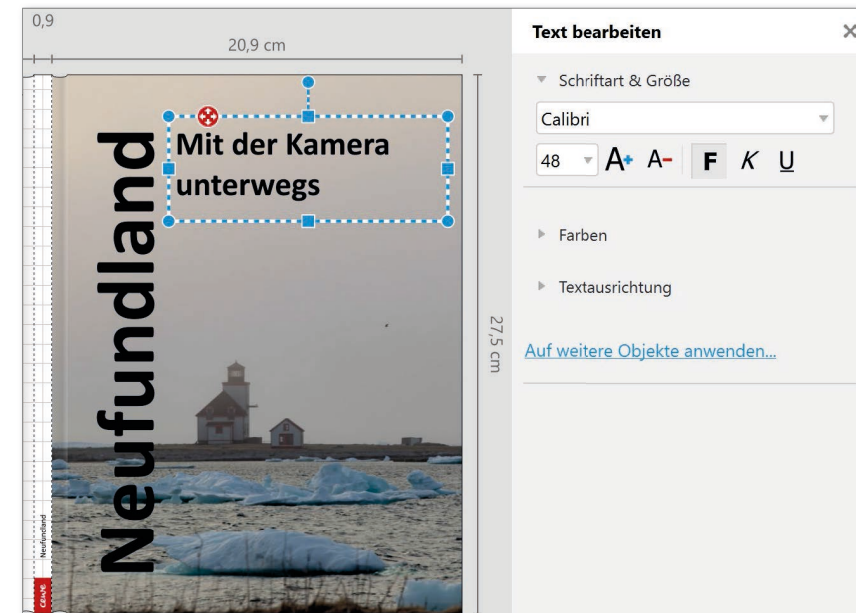 0,9
20,9 cm
Mit der Kamera
unterwegs
Neufundland
27,5 cm
Neufundland
cewe
Text bearbeiten
Schriftart & Größe
Calibri
48 A+ A- F K U
Farben
Textausrichtung
Auf weitere Objekte anwenden...